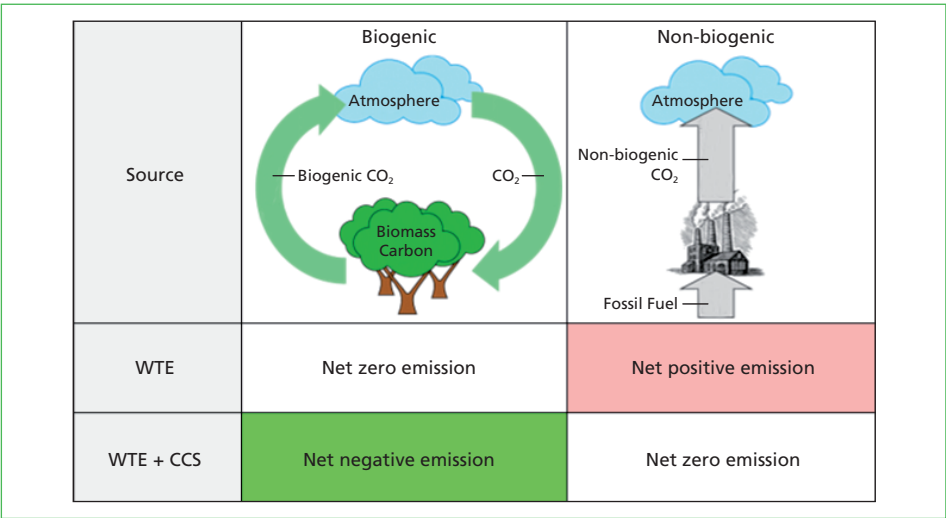 Biogenic
Non-biogenic
Source
Atmosphere
Biogenic CO₂
CO₂
Biomass
Carbon
Atmosphere
Non-biogenic
CO₂
Fossil Fuel
WTE
Net zero emission
Net positive emission
WTE + CCS
Net negative emission
Net zero emission